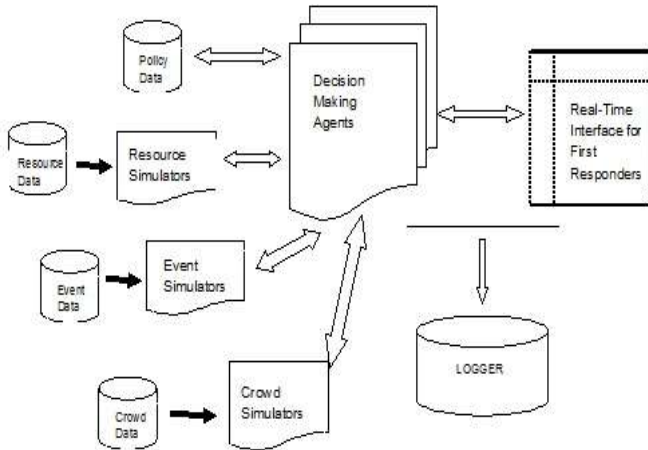 Policy
Data
Decision
Making
Agents
Real-Time
Interface for
First
Responders
Resource
Data
Resource
Simulators
Event
Data
Event
Simulators
LOGGER
Crowd
Data
Crowd
Simulators